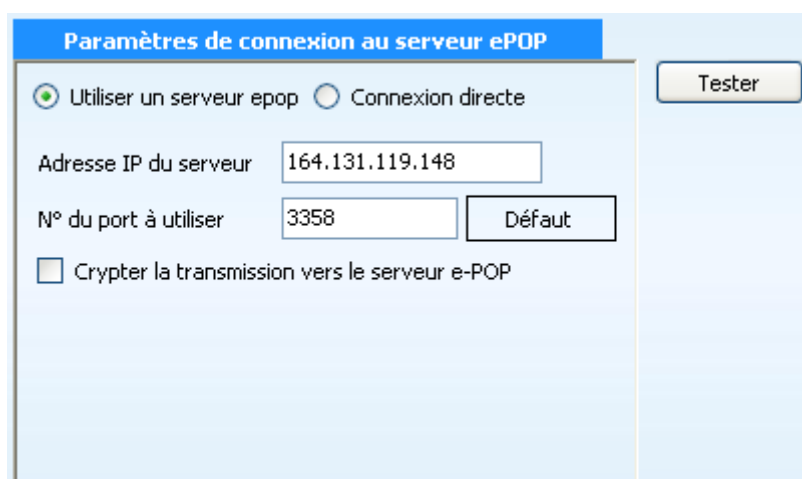 Paramètres de connexion au serveur ePOP
Tester
Utiliser un serveur epop Connexion directe
Adresse IP du serveur 164.131.119.148
N° du port à utiliser 3358 Défaut
Crypter la transmission vers le serveur e-POP